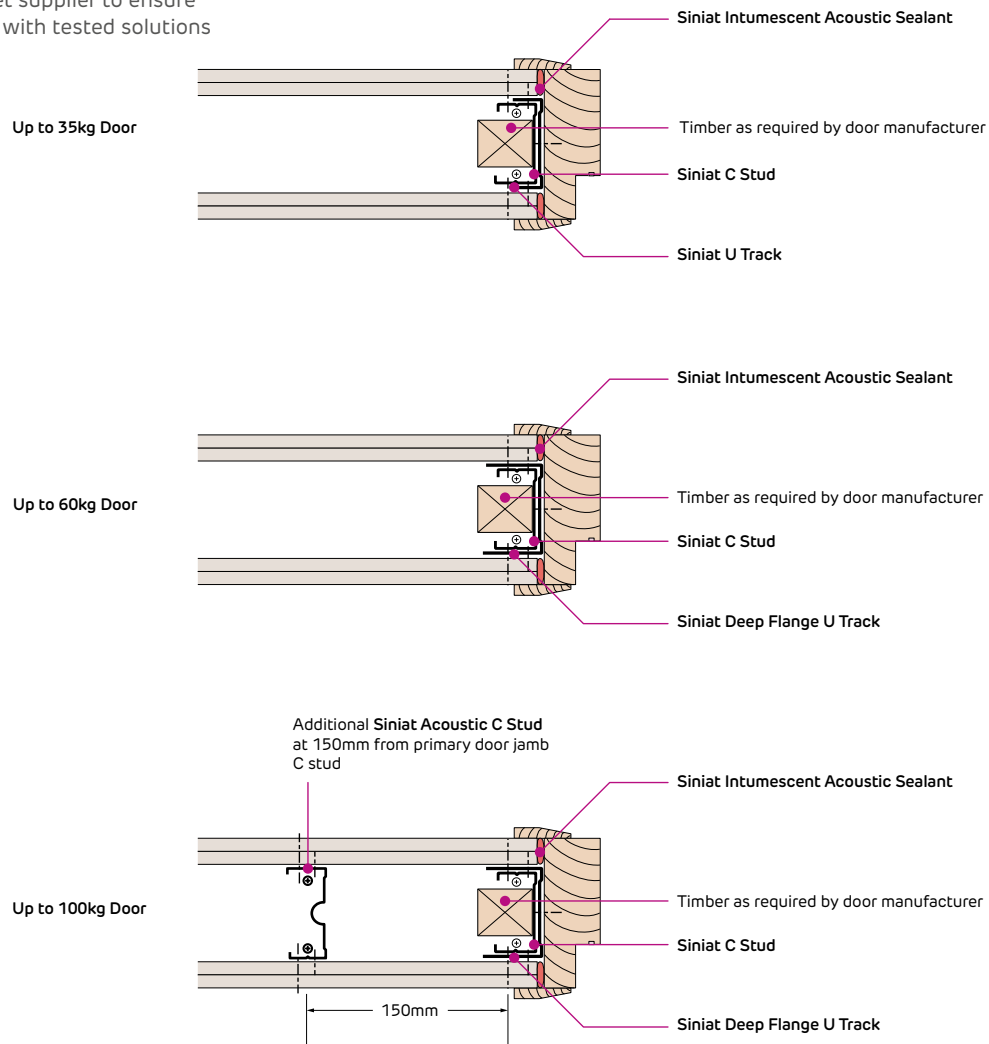 supplier to ensure
with tested solutions
Siniat Intumescent Acoustic Sealant
Up to 35kg Door
Timber as required by door manufacturer
Siniat C Stud
Siniat U Track
Siniat Intumescent Acoustic Sealant
Up to 60kg Door
Timber as required by door manufacturer
Siniat C Stud
Siniat Deep Flange U Track
Additional Siniat Acoustic C Stud
at 150mm from primary door jamb
C stud
Siniat Intumescent Acoustic Sealant
Up to 100kg Door
Timber as required by door manufacturer
Siniat C Stud
150mm
Siniat Deep Flange U Track